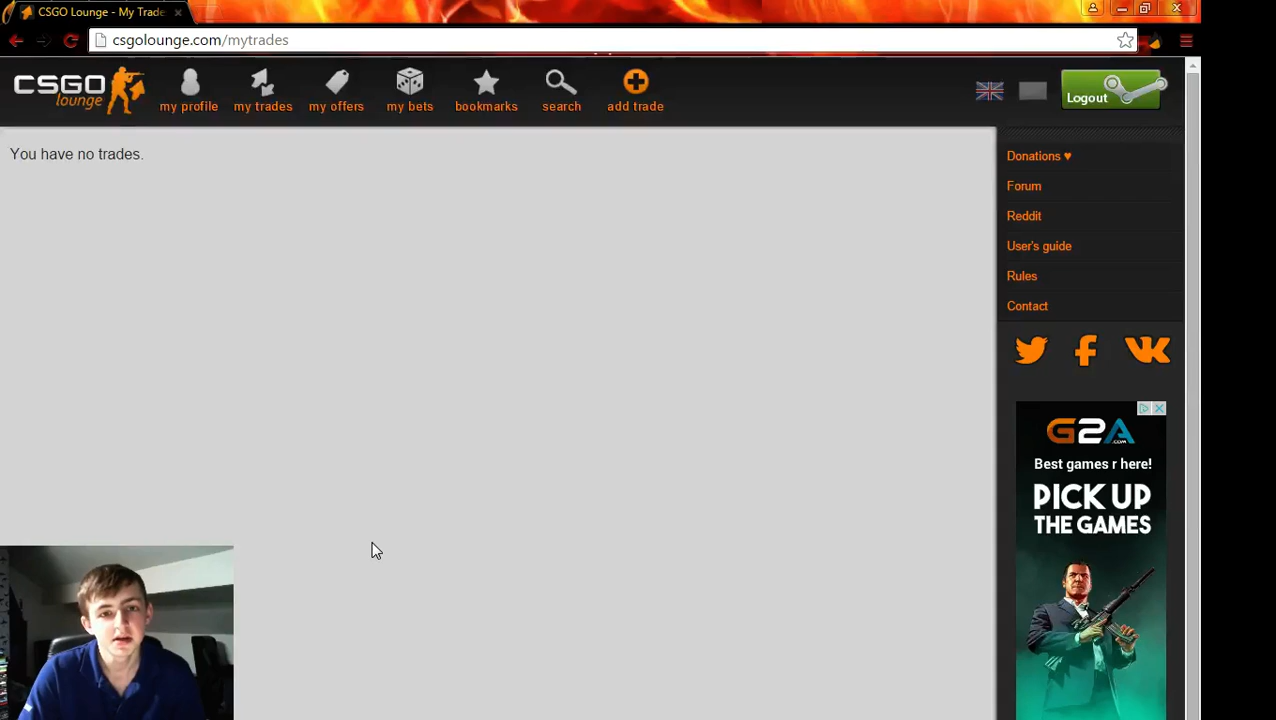 CSGO Lounge - My Trade
csgolounge.com/mytrades
CSGO
lounge
my profile
my trades
my offers
my bets
bookmarks
search
add trade
Logout
You have no trades.
Donations ♥
Forum
Reddit
User's guide
Rules
Contact
G2A
.COM
Best games r here!
PICK UP
THE GAMES